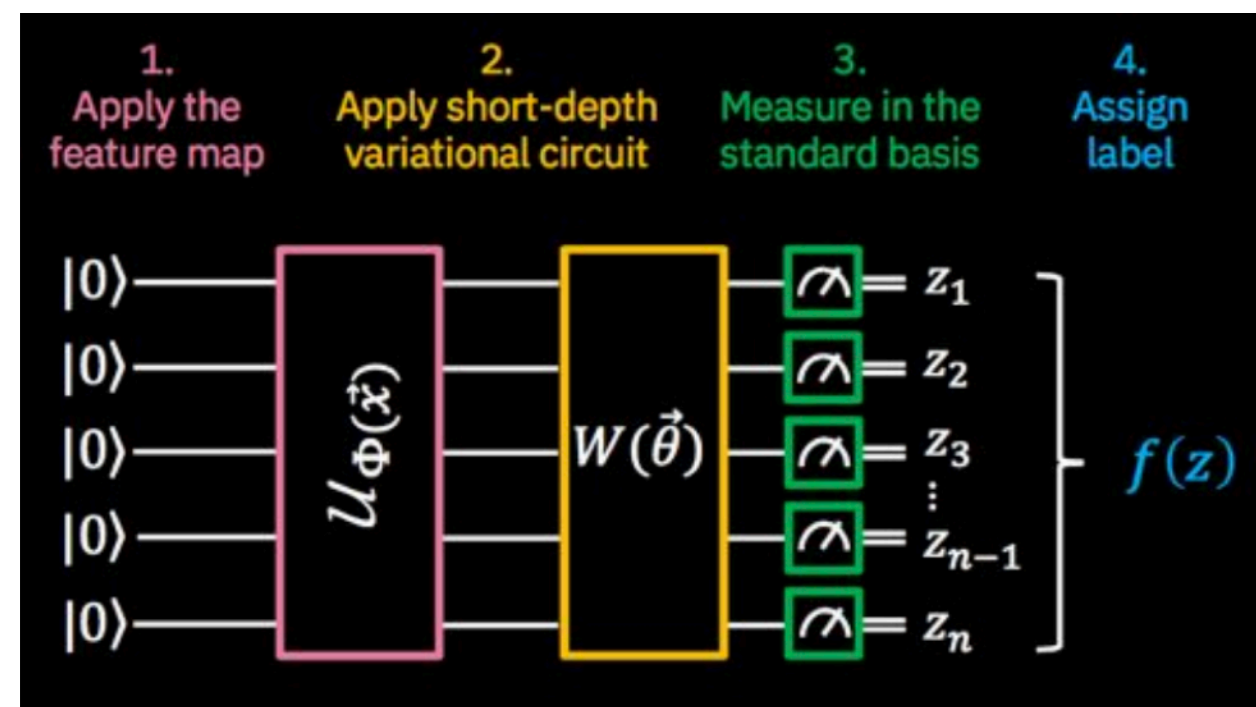 1.
Apply the
feature map
2.
Apply short-depth
variational circuit
3.
Measure in the
standard basis
4.
Assign
label
|0⟩
|0⟩
|0⟩
|0⟩
|0⟩
𝒰Φ(x⃗)
W(θ⃗)
z₁
z₂
z₃
⋮
zₙ₋₁
zₙ
f(z)